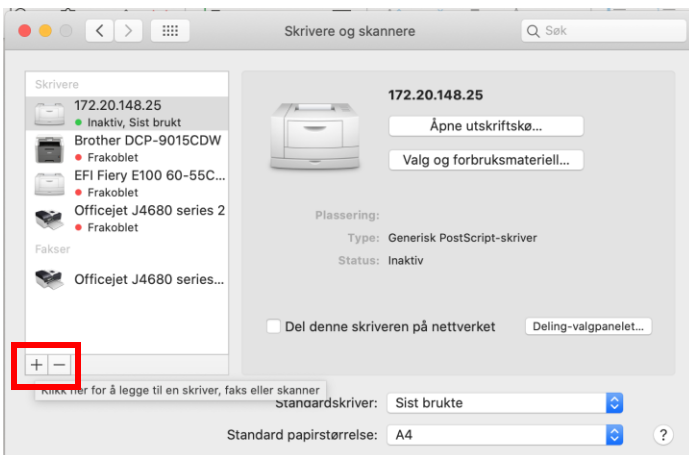 Skrivere og skannere
Søk
Skrivere
172.20.148.25
Inaktiv, Sist brukt
Brother DCP-9015CDW
Frakoblet
EFI Fiery E100 60-55C...
Frakoblet
Officejet J4680 series 2
Frakoblet
Fakser
Officejet J4680 series...
+ −
172.20.148.25
Åpne utskriftskø...
Valg og forbruksmateriell...
Plassering:
Type: Generisk PostScript-skriver
Status: Inaktiv
Del denne skriveren på nettverket
Deling-valgpanelet...
Klikk her for å legge til en skriver, faks eller skanner
Standardskriver: Sist brukte
Standard papirstørrelse: A4
?